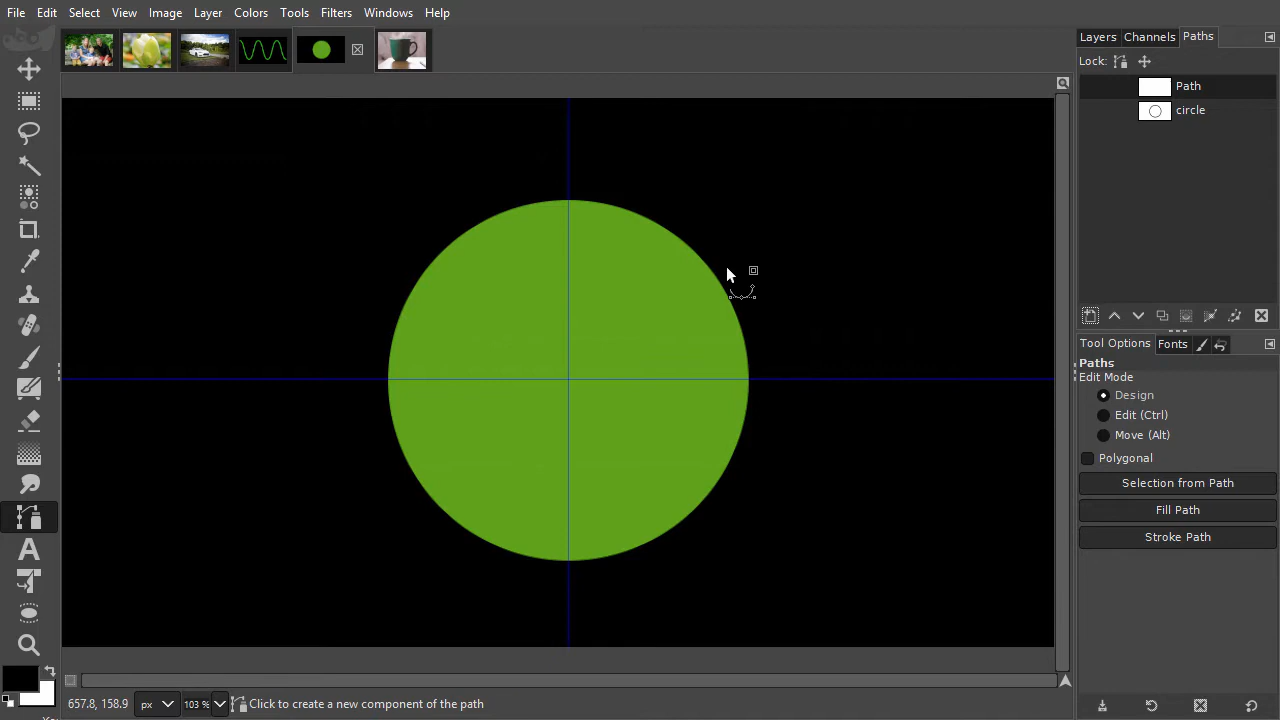 File Edit Select View Image Layer Colors Tools Filters Windows Help
Layers Channels Paths
Lock:
Path
circle
Tool Options Fonts
Paths
Edit Mode
Design
Edit (Ctrl)
Move (Alt)
Polygonal
Selection from Path
Fill Path
Stroke Path
657.8, 158.9 px 103 % Click to create a new component of the path